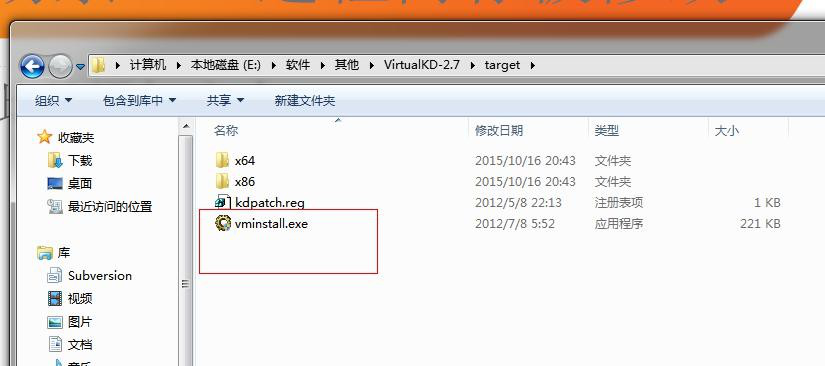 计算机 本地磁盘 (E:) 软件 其他 VirtualKD-2.7 target
组织 包含到库中 共享 新建文件夹
名称 修改日期 类型 大小
收藏夹
下载
桌面
最近访问的位置
库
Subversion
视频
图片
文档
音乐
x64 2015/10/16 20:43 文件夹
x86 2015/10/16 20:43 文件夹
kdpatch.reg 2012/5/8 22:13 注册表项 1 KB
vminstall.exe 2012/7/8 5:52 应用程序 221 KB